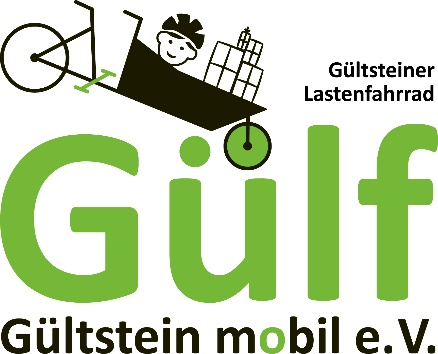 Gültsteiner
Lastenfahrrad
Gülf
Gültstein mobil e.V.